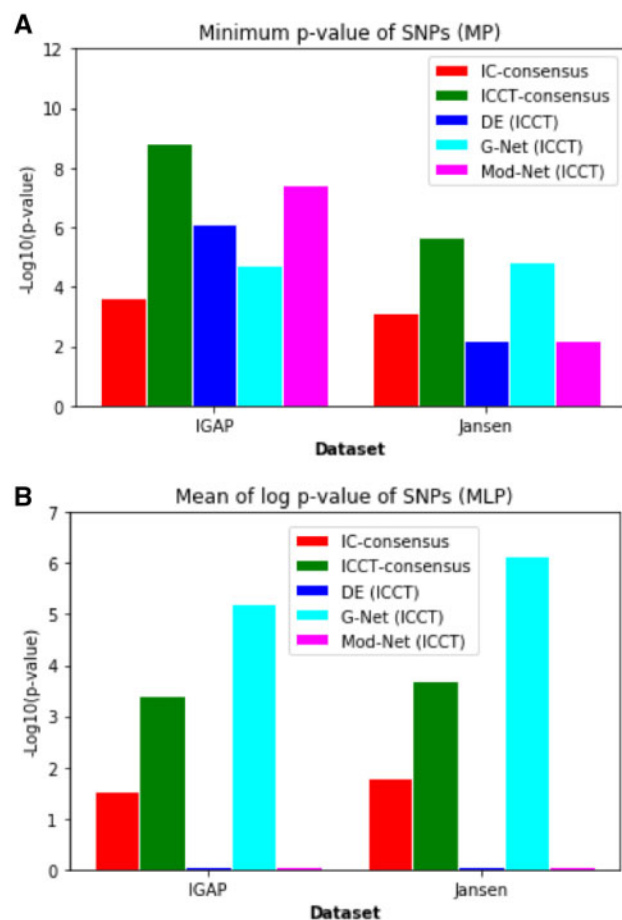 A
Minimum p-value of SNPs (MP)
12
10
8
6
4
2
0
-Log10(p-value)
IC-consensus
ICCT-consensus
DE (ICCT)
G-Net (ICCT)
Mod-Net (ICCT)
IGAP
Jansen
Dataset
B
Mean of log p-value of SNPs (MLP)
7
6
5
4
3
2
1
0
-Log10(p-value)
IC-consensus
ICCT-consensus
DE (ICCT)
G-Net (ICCT)
Mod-Net (ICCT)
IGAP
Jansen
Dataset